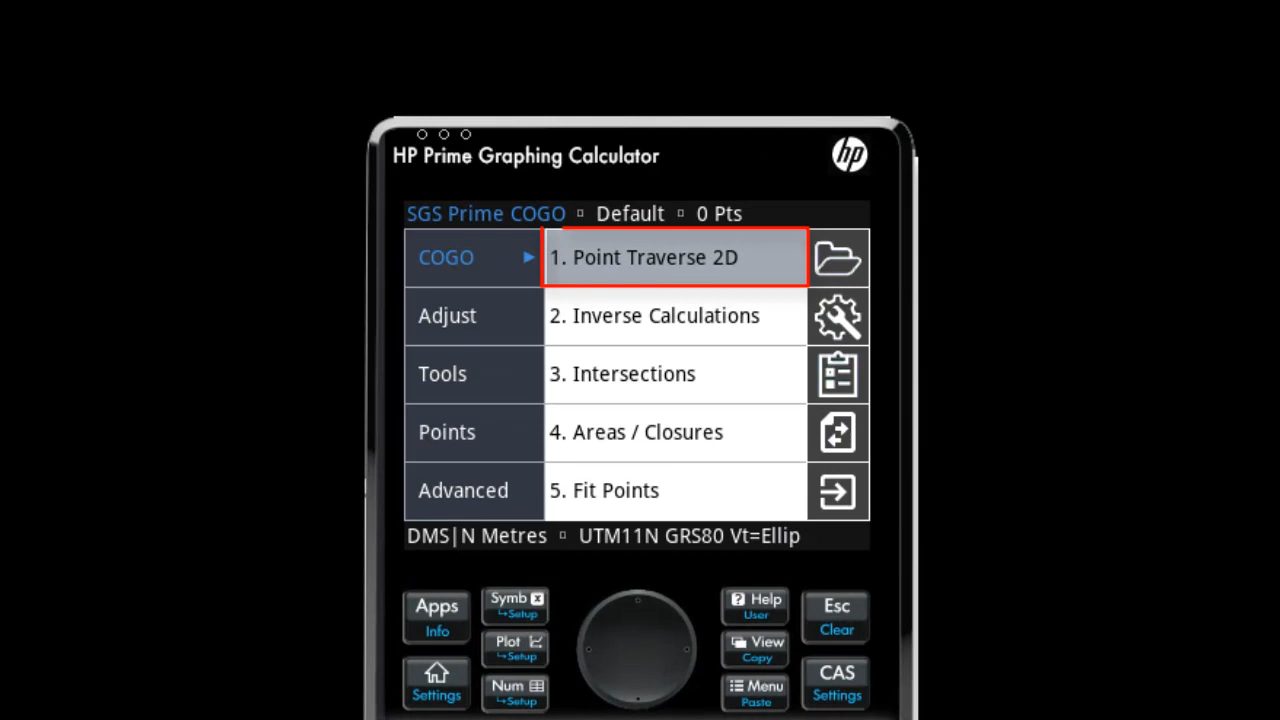 HP Prime Graphing Calculator
hp
SGS Prime COGO ▫ Default ▫ 0 Pts
COGO ▶ 1. Point Traverse 2D
Adjust 2. Inverse Calculations
Tools 3. Intersections
Points 4. Areas / Closures
Advanced 5. Fit Points
DMS|N Metres ▫ UTM11N GRS80 Vt=Ellip
Apps
Info
Symb
↳Setup
? Help
User
Esc
Clear
Plot
↳Setup
View
Copy
Settings
Num
↳Setup
Menu
Paste
CAS
Settings